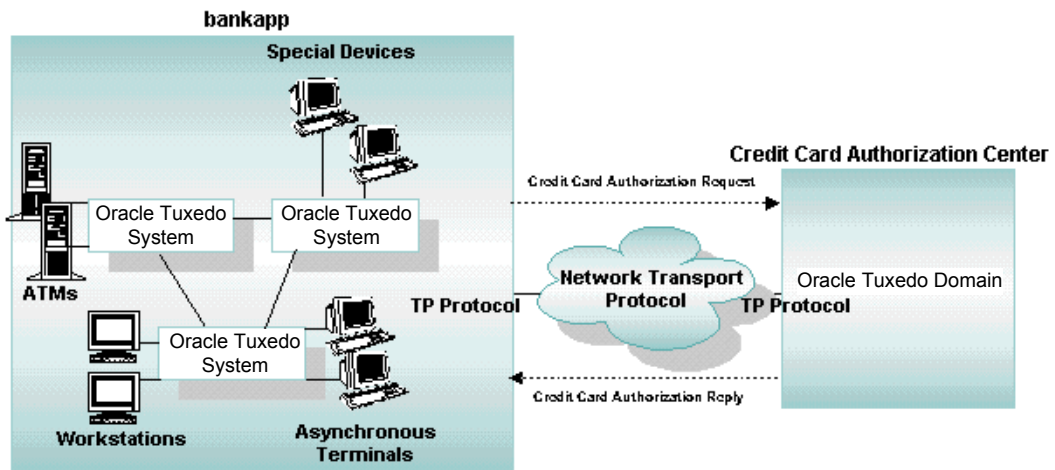 bankapp
Special Devices
Oracle Tuxedo
System
Oracle Tuxedo
System
ATMs
Oracle Tuxedo
System
Workstations
Asynchronous
Terminals
Credit Card Authorization Request
TP Protocol
Network Transport
Protocol
TP Protocol
Credit Card Authorization Reply
Credit Card Authorization Center
Oracle Tuxedo Domain